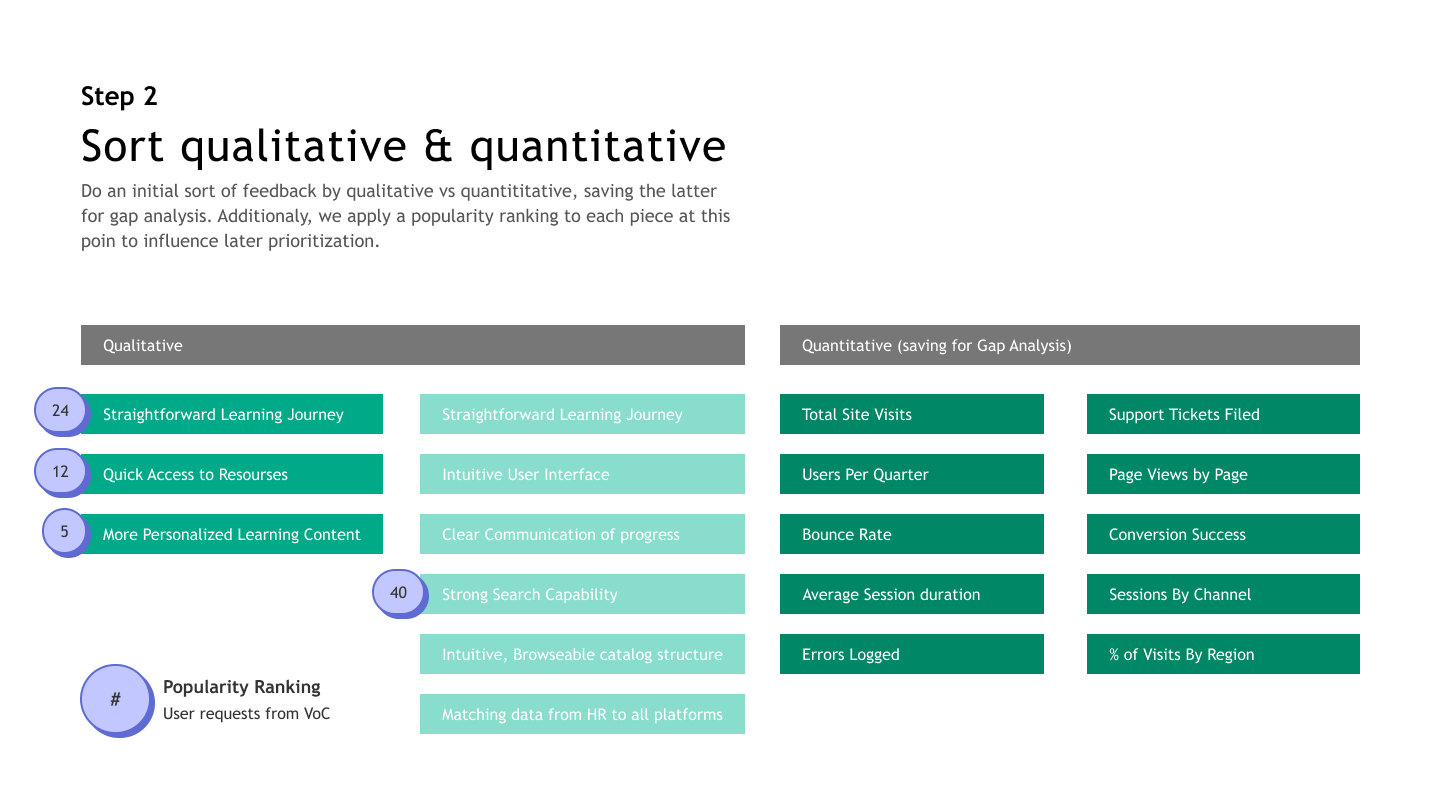 Step 2
Sort qualitative & quantitative
Do an initial sort of feedback by qualitative vs quantititative, saving the latter
for gap analysis. Additionaly, we apply a popularity ranking to each piece at this
poin to influence later prioritization.
Qualitative
24
Straightforward Learning Journey
12
Quick Access to Resourses
5
More Personalized Learning Content
Straightforward Learning Journey
Intuitive User Interface
Clear Communication of progress
40
Strong Search Capability
Intuitive, Browseable catalog structure
Matching data from HR to all platforms
#
Popularity Ranking
User requests from VoC
Quantitative (saving for Gap Analysis)
Total Site Visits
Users Per Quarter
Bounce Rate
Average Session duration
Errors Logged
Support Tickets Filed
Page Views by Page
Conversion Success
Sessions By Channel
% of Visits By Region